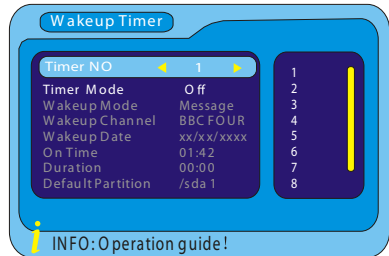 Wakeup Timer
Timer NO 1
Timer Mode Off
Wakeup Mode Message
Wakeup Channel BBC FOUR
Wakeup Date xx/xx/xxxx
On Time 01:42
Duration 00:00
Default Partition /sda1
1
2
3
4
5
6
7
8
i INFO: Operation guide!